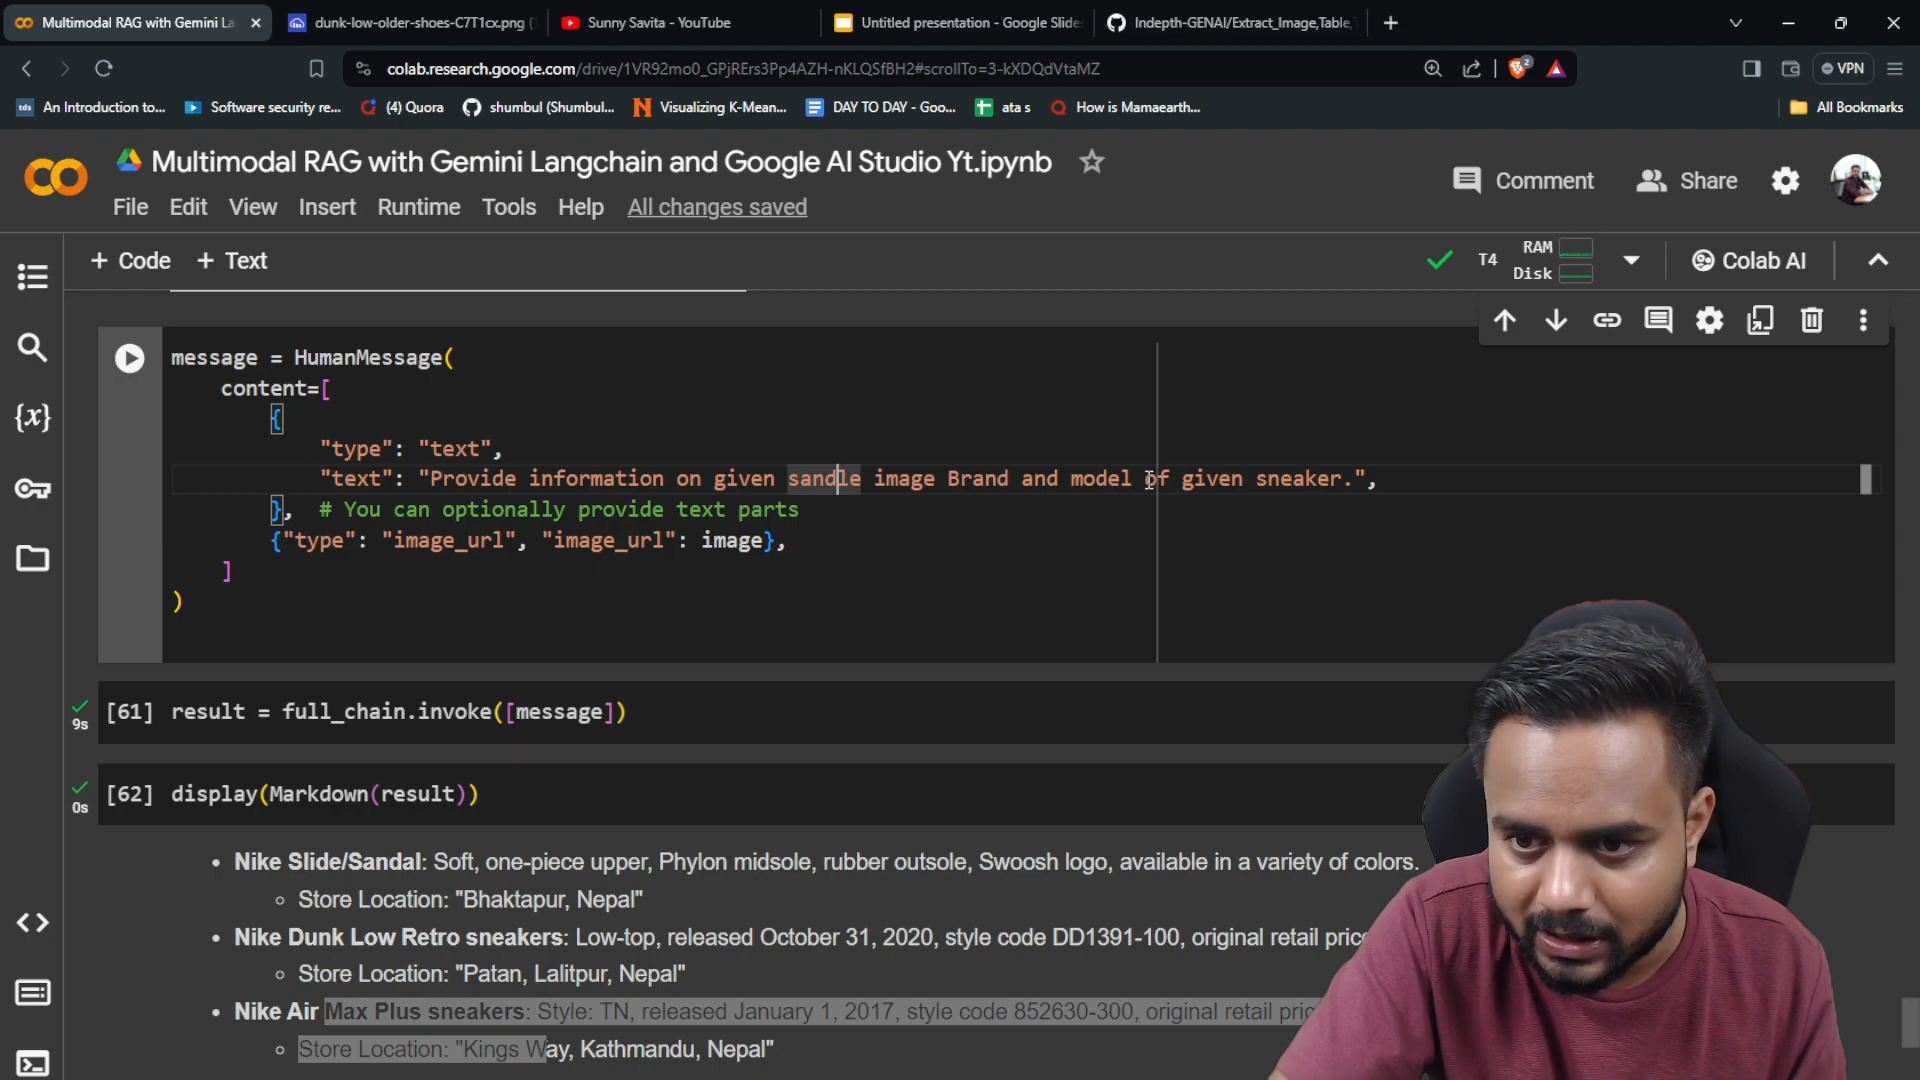 Multimodal RAG with Gemini La
dunk-low-older-shoes-C7T1cx.png (
Sunny Savita - YouTube
Untitled presentation - Google Slide
Indepth-GENAI/Extract_Image,Table,
colab.research.google.com/drive/1VR92mo0_GPjRErs3Pp4AZH-nKLQSfBH2#scrollTo=3-kXDQdVtaMZ
2
VPN
tds An Introduction to...
Software security re...
(4) Quora
shumbul (Shumbul...
Visualizing K-Mean...
DAY TO DAY - Goo...
ata s
How is Mamaearth...
All Bookmarks
Multimodal RAG with Gemini Langchain and Google AI Studio Yt.ipynb
Comment
Share
File Edit View Insert Runtime Tools Help All changes saved
+ Code + Text
T4
RAM
Disk
Colab AI
message = HumanMessage(
content=[
{
"type": "text",
"text": "Provide information on given sandle image Brand and model of given sneaker.",
}, # You can optionally provide text parts
{"type": "image_url", "image_url": image},
]
)
[61] result = full_chain.invoke([message])
9s
[62] display(Markdown(result))
0s
• Nike Slide/Sandal: Soft, one-piece upper, Phylon midsole, rubber outsole, Swoosh logo, available in a variety of colors.
◦ Store Location: "Bhaktapur, Nepal"
• Nike Dunk Low Retro sneakers: Low-top, released October 31, 2020, style code DD1391-100, original retail price
◦ Store Location: "Patan, Lalitpur, Nepal"
• Nike Air Max Plus sneakers: Style: TN, released January 1, 2017, style code 852630-300, original retail pric
◦ Store Location: "Kings Way, Kathmandu, Nepal"